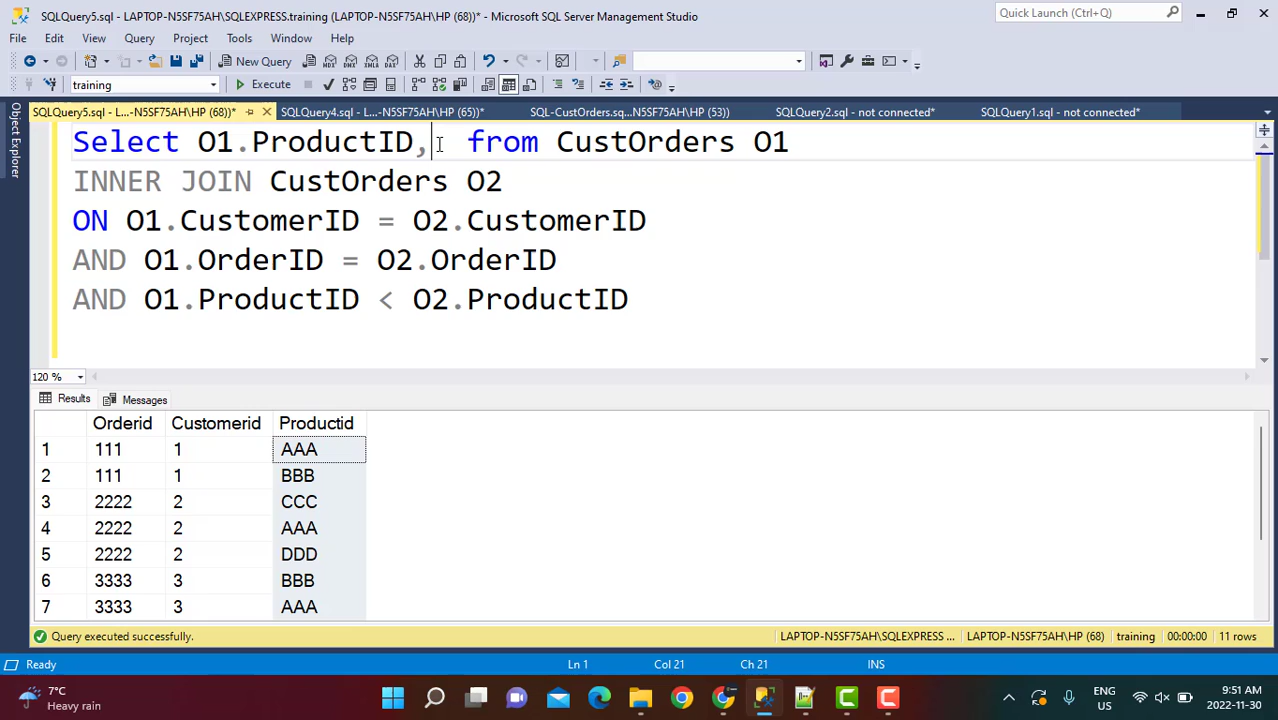 SQLQuery5.sql - LAPTOP-N5SF75AH\SQLEXPRESS.training (LAPTOP-N5SF75AH\HP (68))* - Microsoft SQL Server Management Studio
Quick Launch (Ctrl+Q)
File Edit View Query Project Tools Window Help
New Query
training
Execute
SQLQuery5.sql - L...-N5SF75AH\HP (68))* SQLQuery4.sql - L...-N5SF75AH\HP (65))* SQL-CustOrders.sq...N5SF75AH\HP (53)) SQLQuery2.sql - not connected* SQLQuery1.sql - not connected*
Object Explorer
Select O1.ProductID, from CustOrders O1
INNER JOIN CustOrders O2
ON O1.CustomerID = O2.CustomerID
AND O1.OrderID = O2.OrderID
AND O1.ProductID < O2.ProductID
120 %
Results Messages
Orderid Customerid Productid
1 111 1 AAA
2 111 1 BBB
3 2222 2 CCC
4 2222 2 AAA
5 2222 2 DDD
6 3333 3 BBB
7 3333 3 AAA
Query executed successfully. LAPTOP-N5SF75AH\SQLEXPRESS ... LAPTOP-N5SF75AH\HP (68) training 00:00:00 11 rows
Ready Ln 1 Col 21 Ch 21 INS
7°C
Heavy rain
ENG
US
9:51 AM
2022-11-30